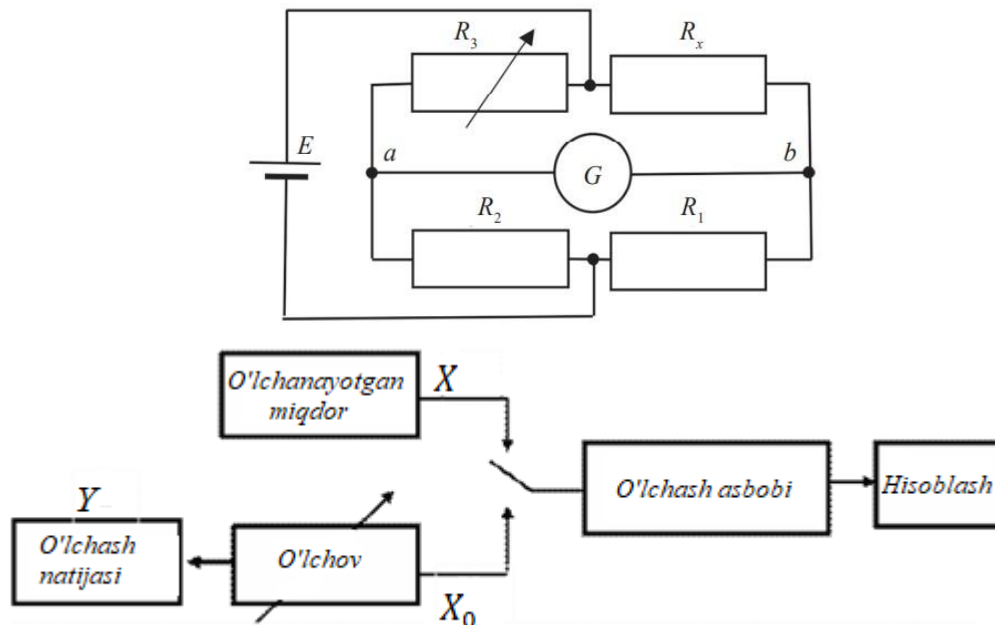 R₃
Rₓ
E
a
G
b
R₂
R₁
O'lchanayotgan
miqdor
X
O'lchash asbobi
Hisoblash
Y
O'lchash
natijasi
O'lchov
X₀